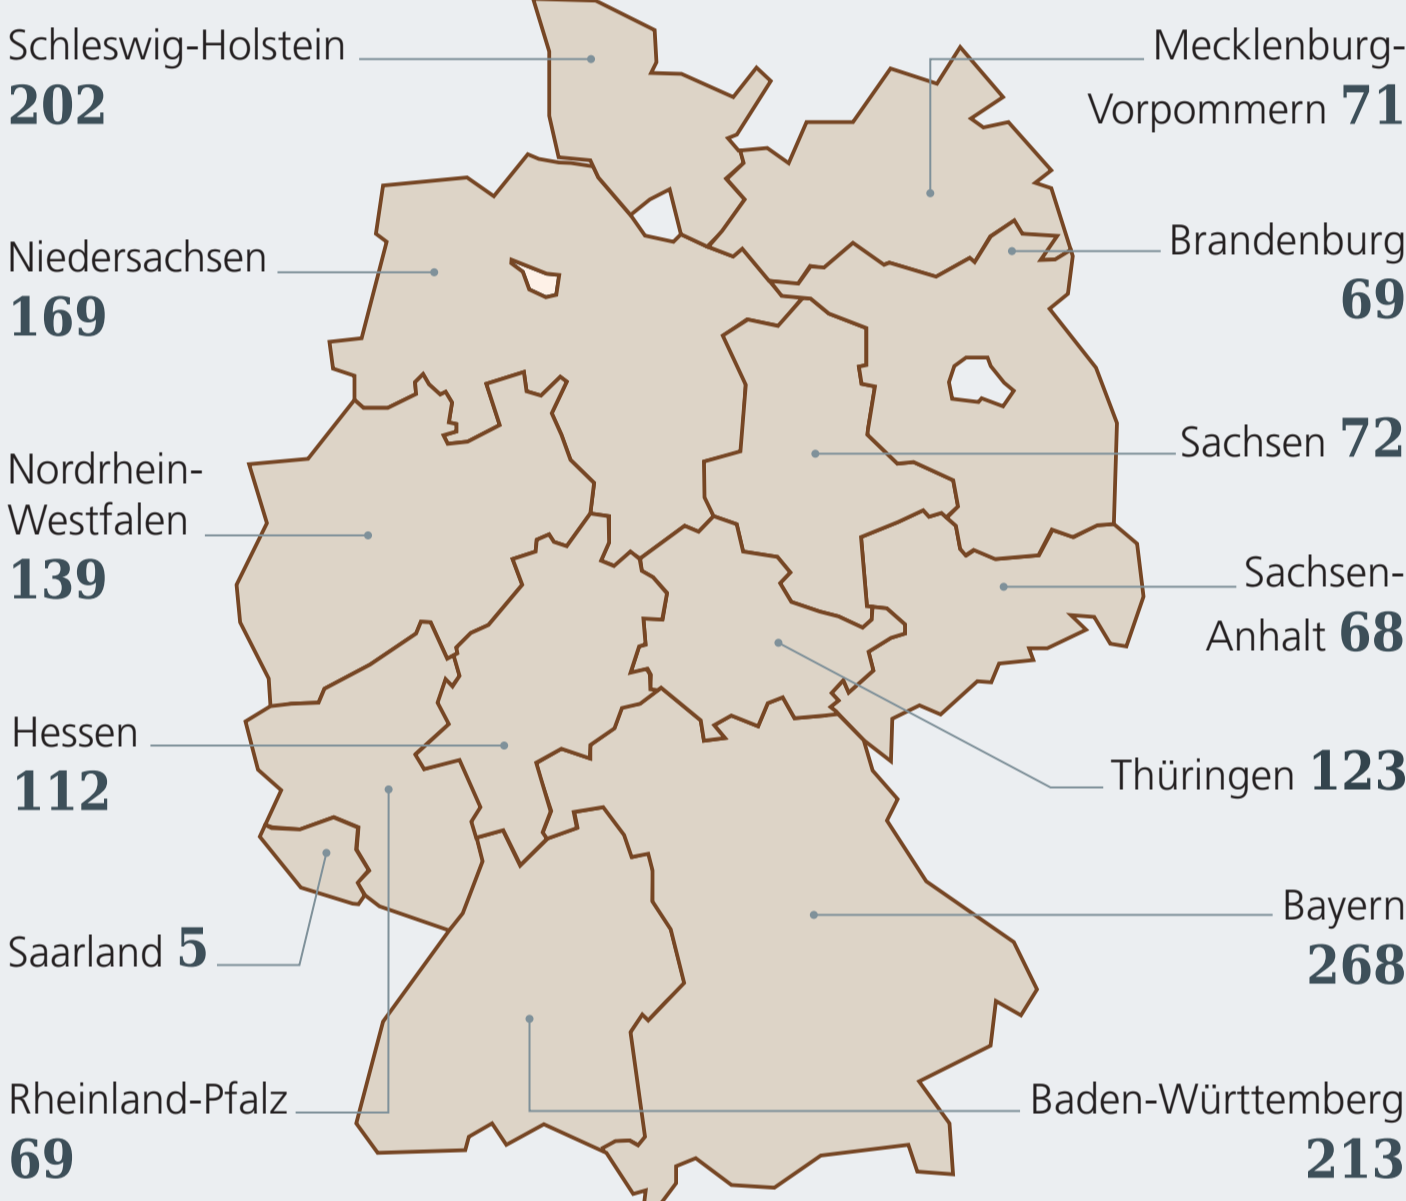 Schleswig-Holstein
202
Niedersachsen
169
Nordrhein-
Westfalen
139
Hessen
112
Saarland 5
Rheinland-Pfalz
69
Mecklenburg-
Vorpommern 71
Brandenburg
69
Sachsen 72
Sachsen-
Anhalt 68
Thüringen 123
Bayern
268
Baden-Württemberg
213